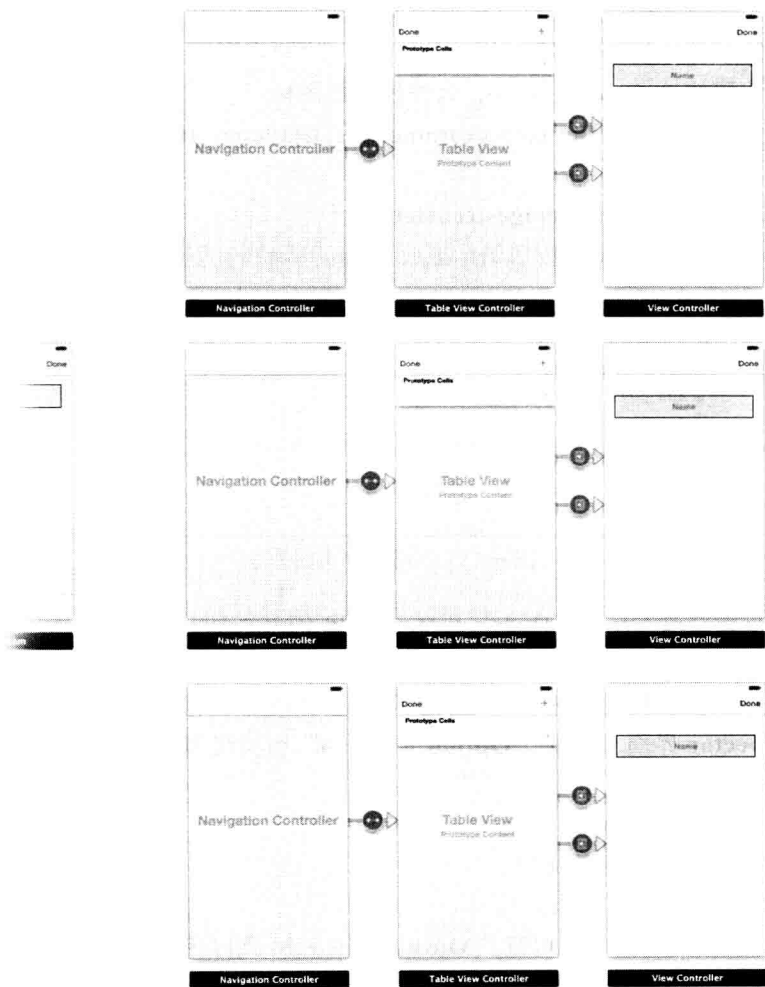 Done +
Done
Prototype Cells
Name
Navigation Controller
Table View
Prototype Content
Navigation Controller
Table View Controller
View Controller
Done
Done +
Done
Prototype Cells
Name
Navigation Controller
Table View
Prototype Content
Navigation Controller
Table View Controller
View Controller
Done +
Done
Prototype Cells
Name
Navigation Controller
Table View
Prototype Content
Navigation Controller
Table View Controller
View Controller